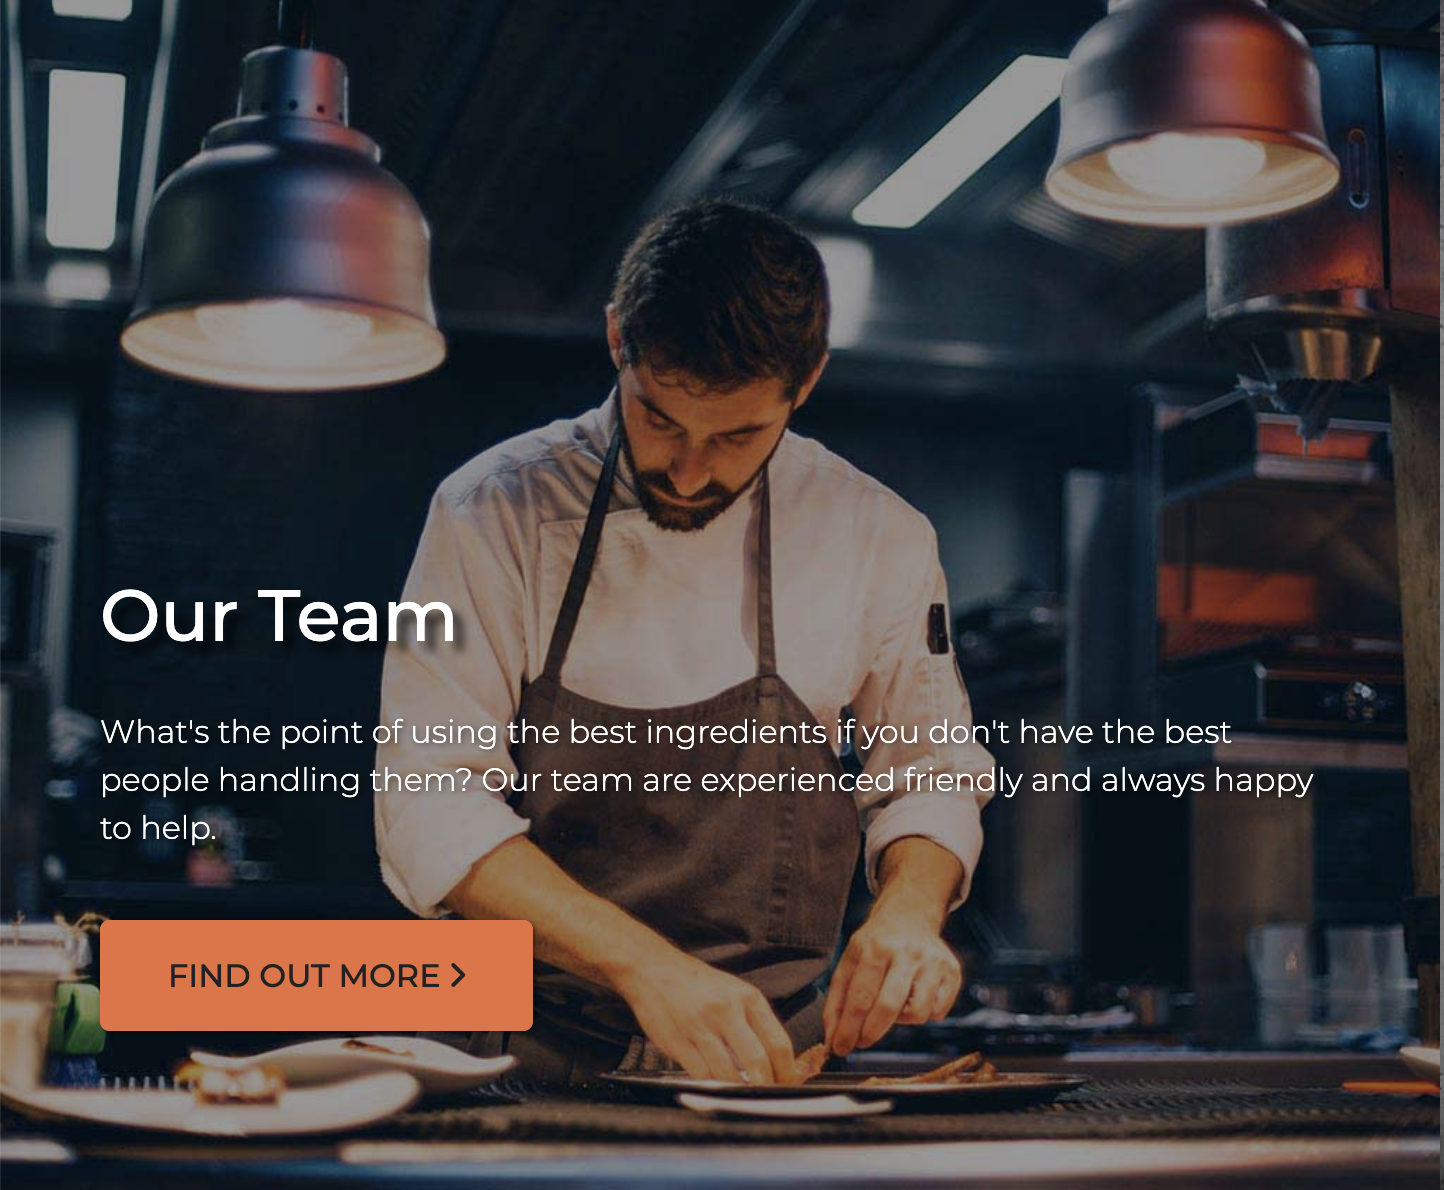 Our Team
What's the point of using the best ingredients if you don't have the best
people handling them? Our team are experienced friendly and always happy
to help.
FIND OUT MORE